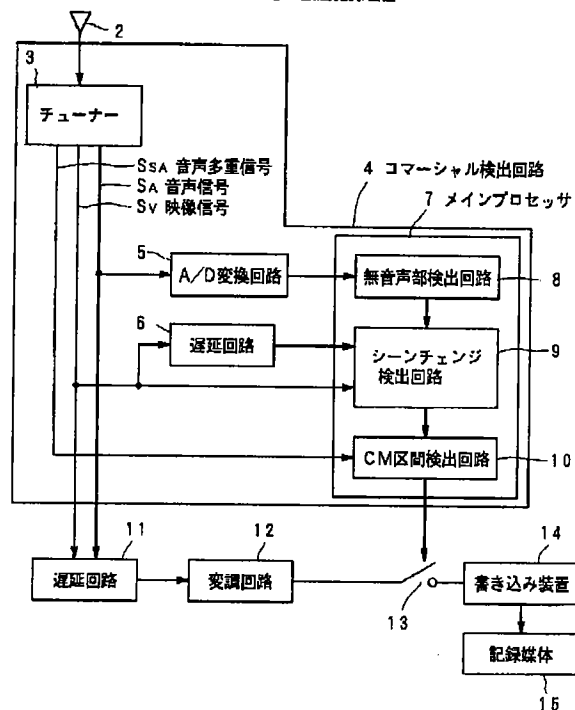 2
3
チューナー
SSA 音声多重信号
SA 音声信号
SV 映像信号
4 コマーシャル検出回路
7 メインプロセッサ
5
A/D変換回路
無音声部検出回路
8
6
遅延回路
シーンチェンジ
検出回路
9
CM区間検出回路
10
11
遅延回路
12
変調回路
13
14
書き込み装置
記録媒体
15